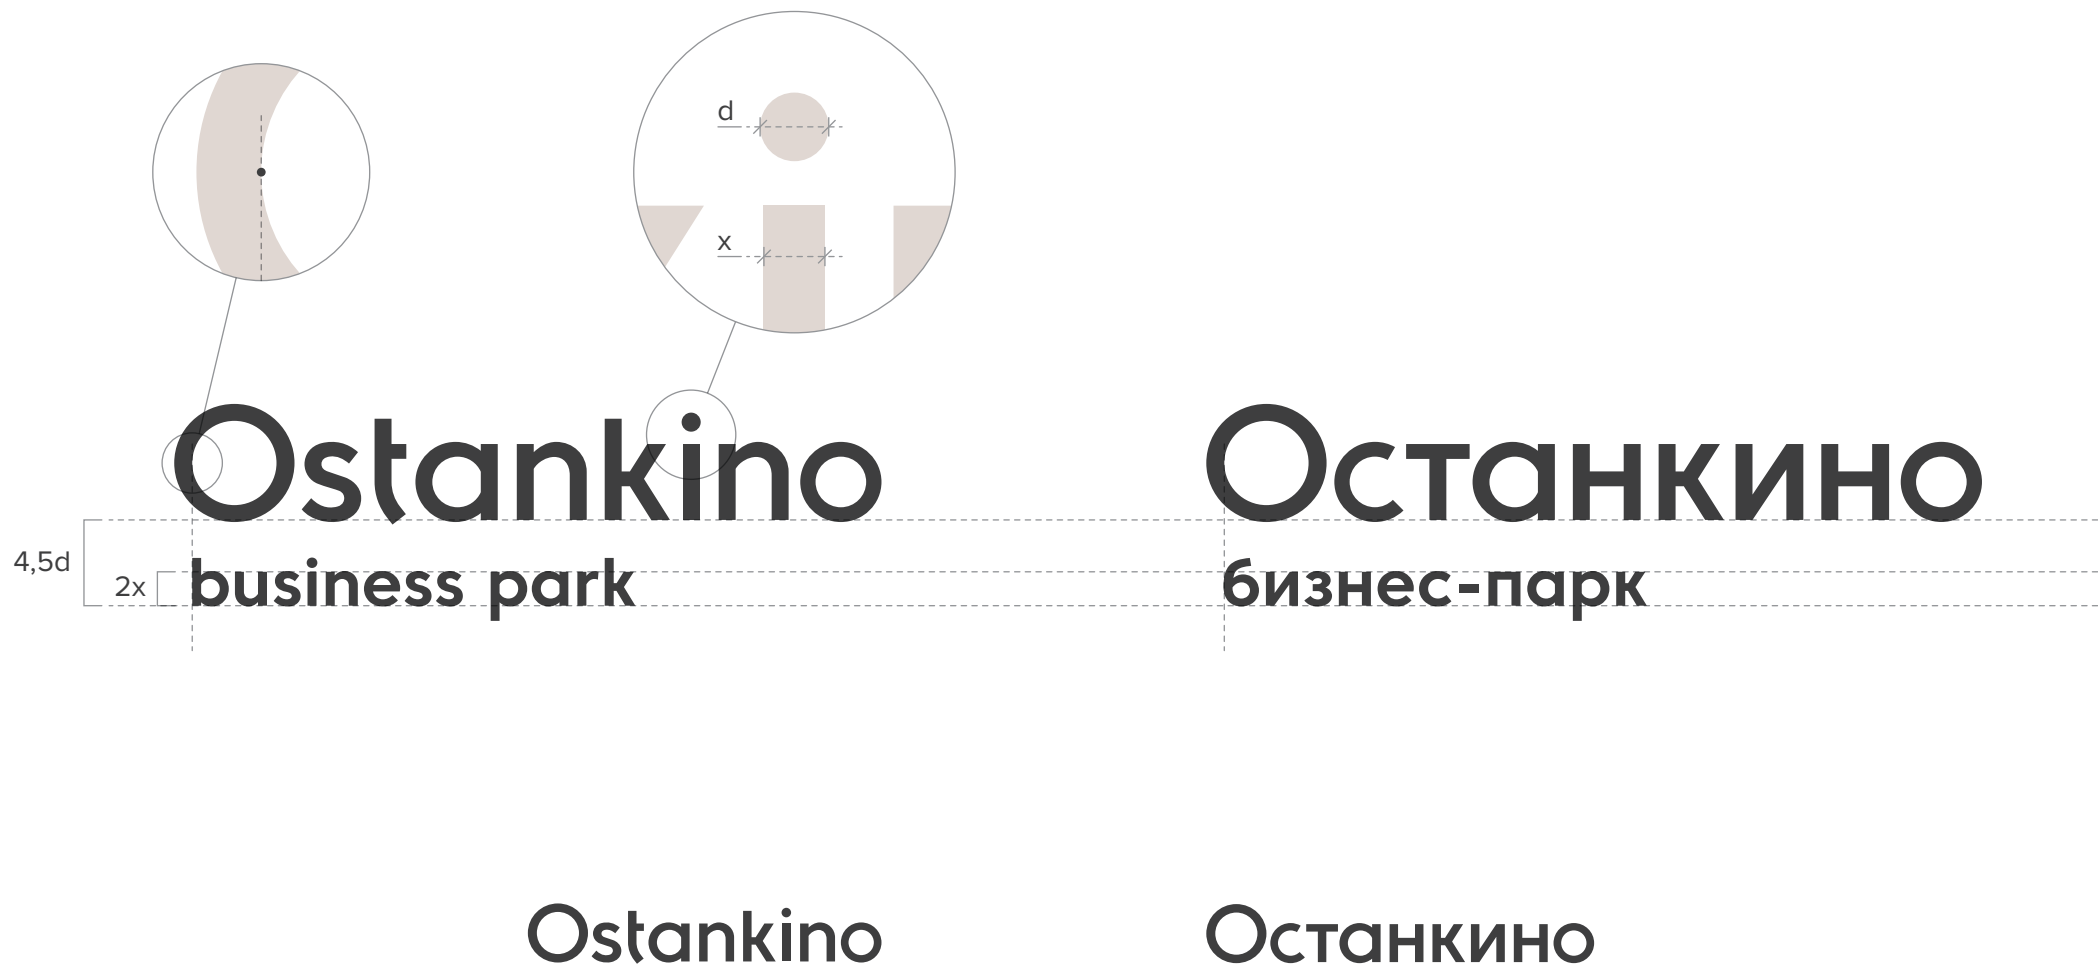 d
x
Ostankino
Останкино
4,5d
2x
business park
бизнес-парк
Ostankino
Останкино